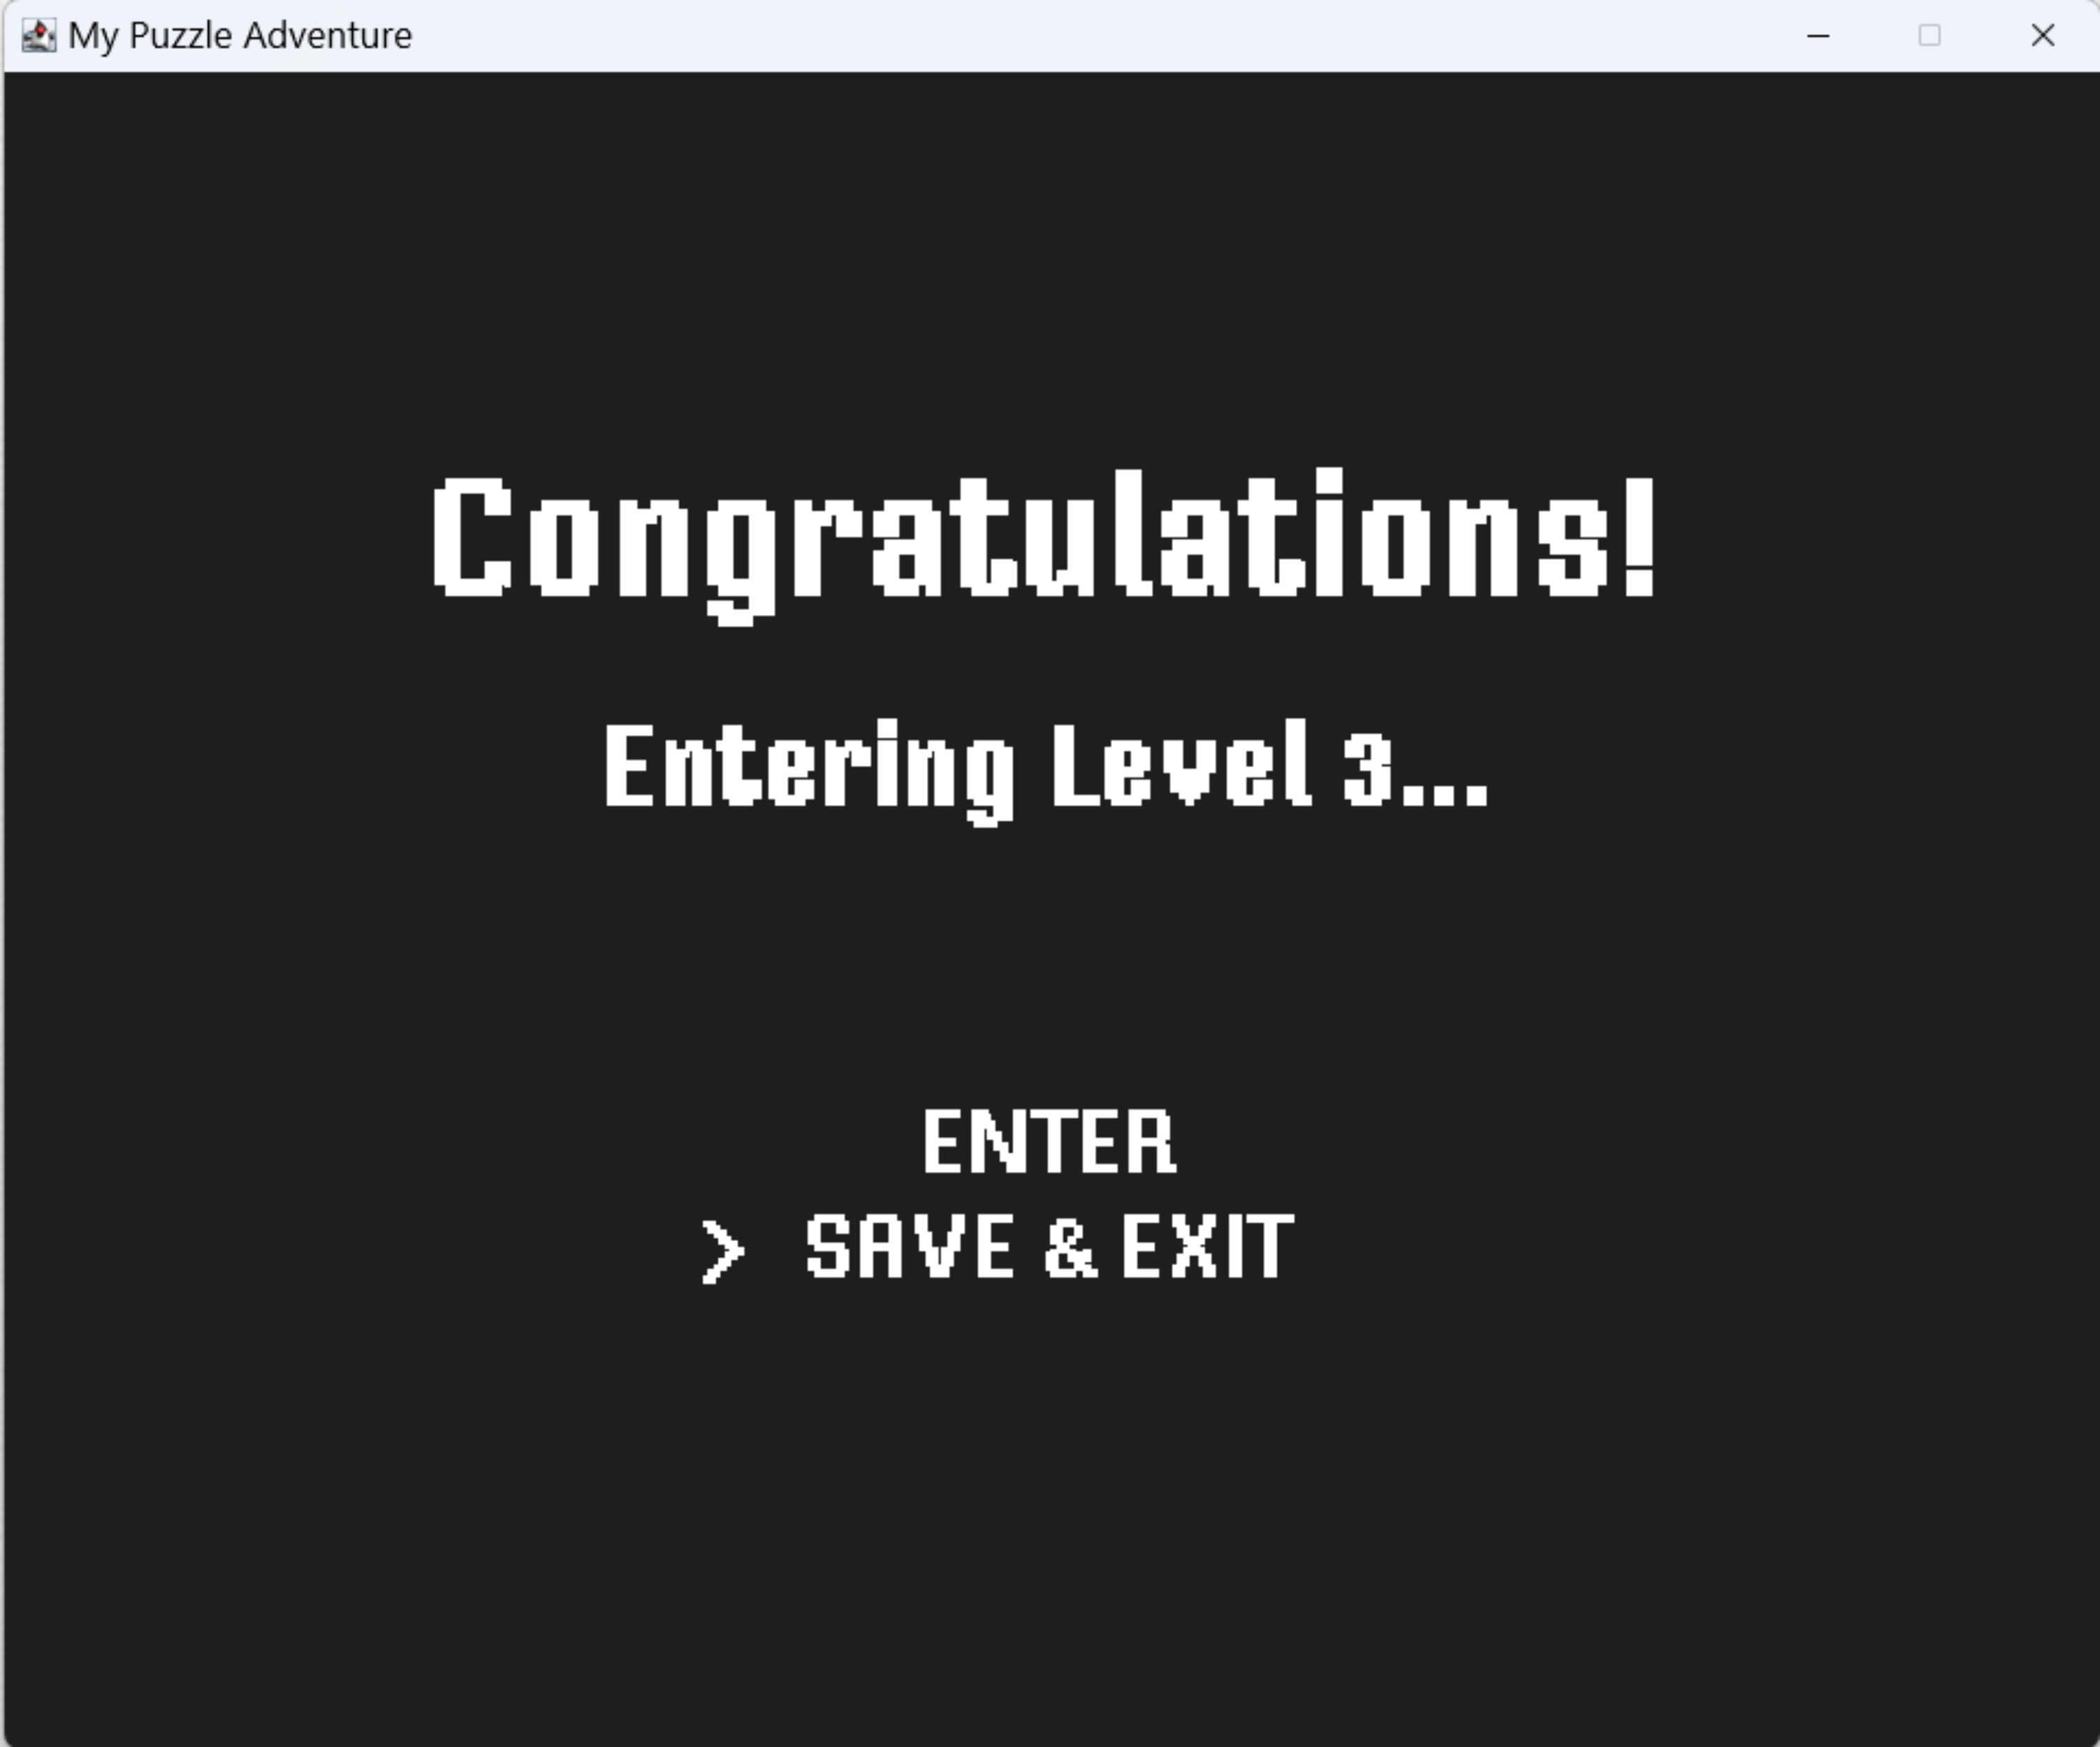 My Puzzle Adventure
Congratulations!
Entering Level 3...
ENTER
> SAVE & EXIT